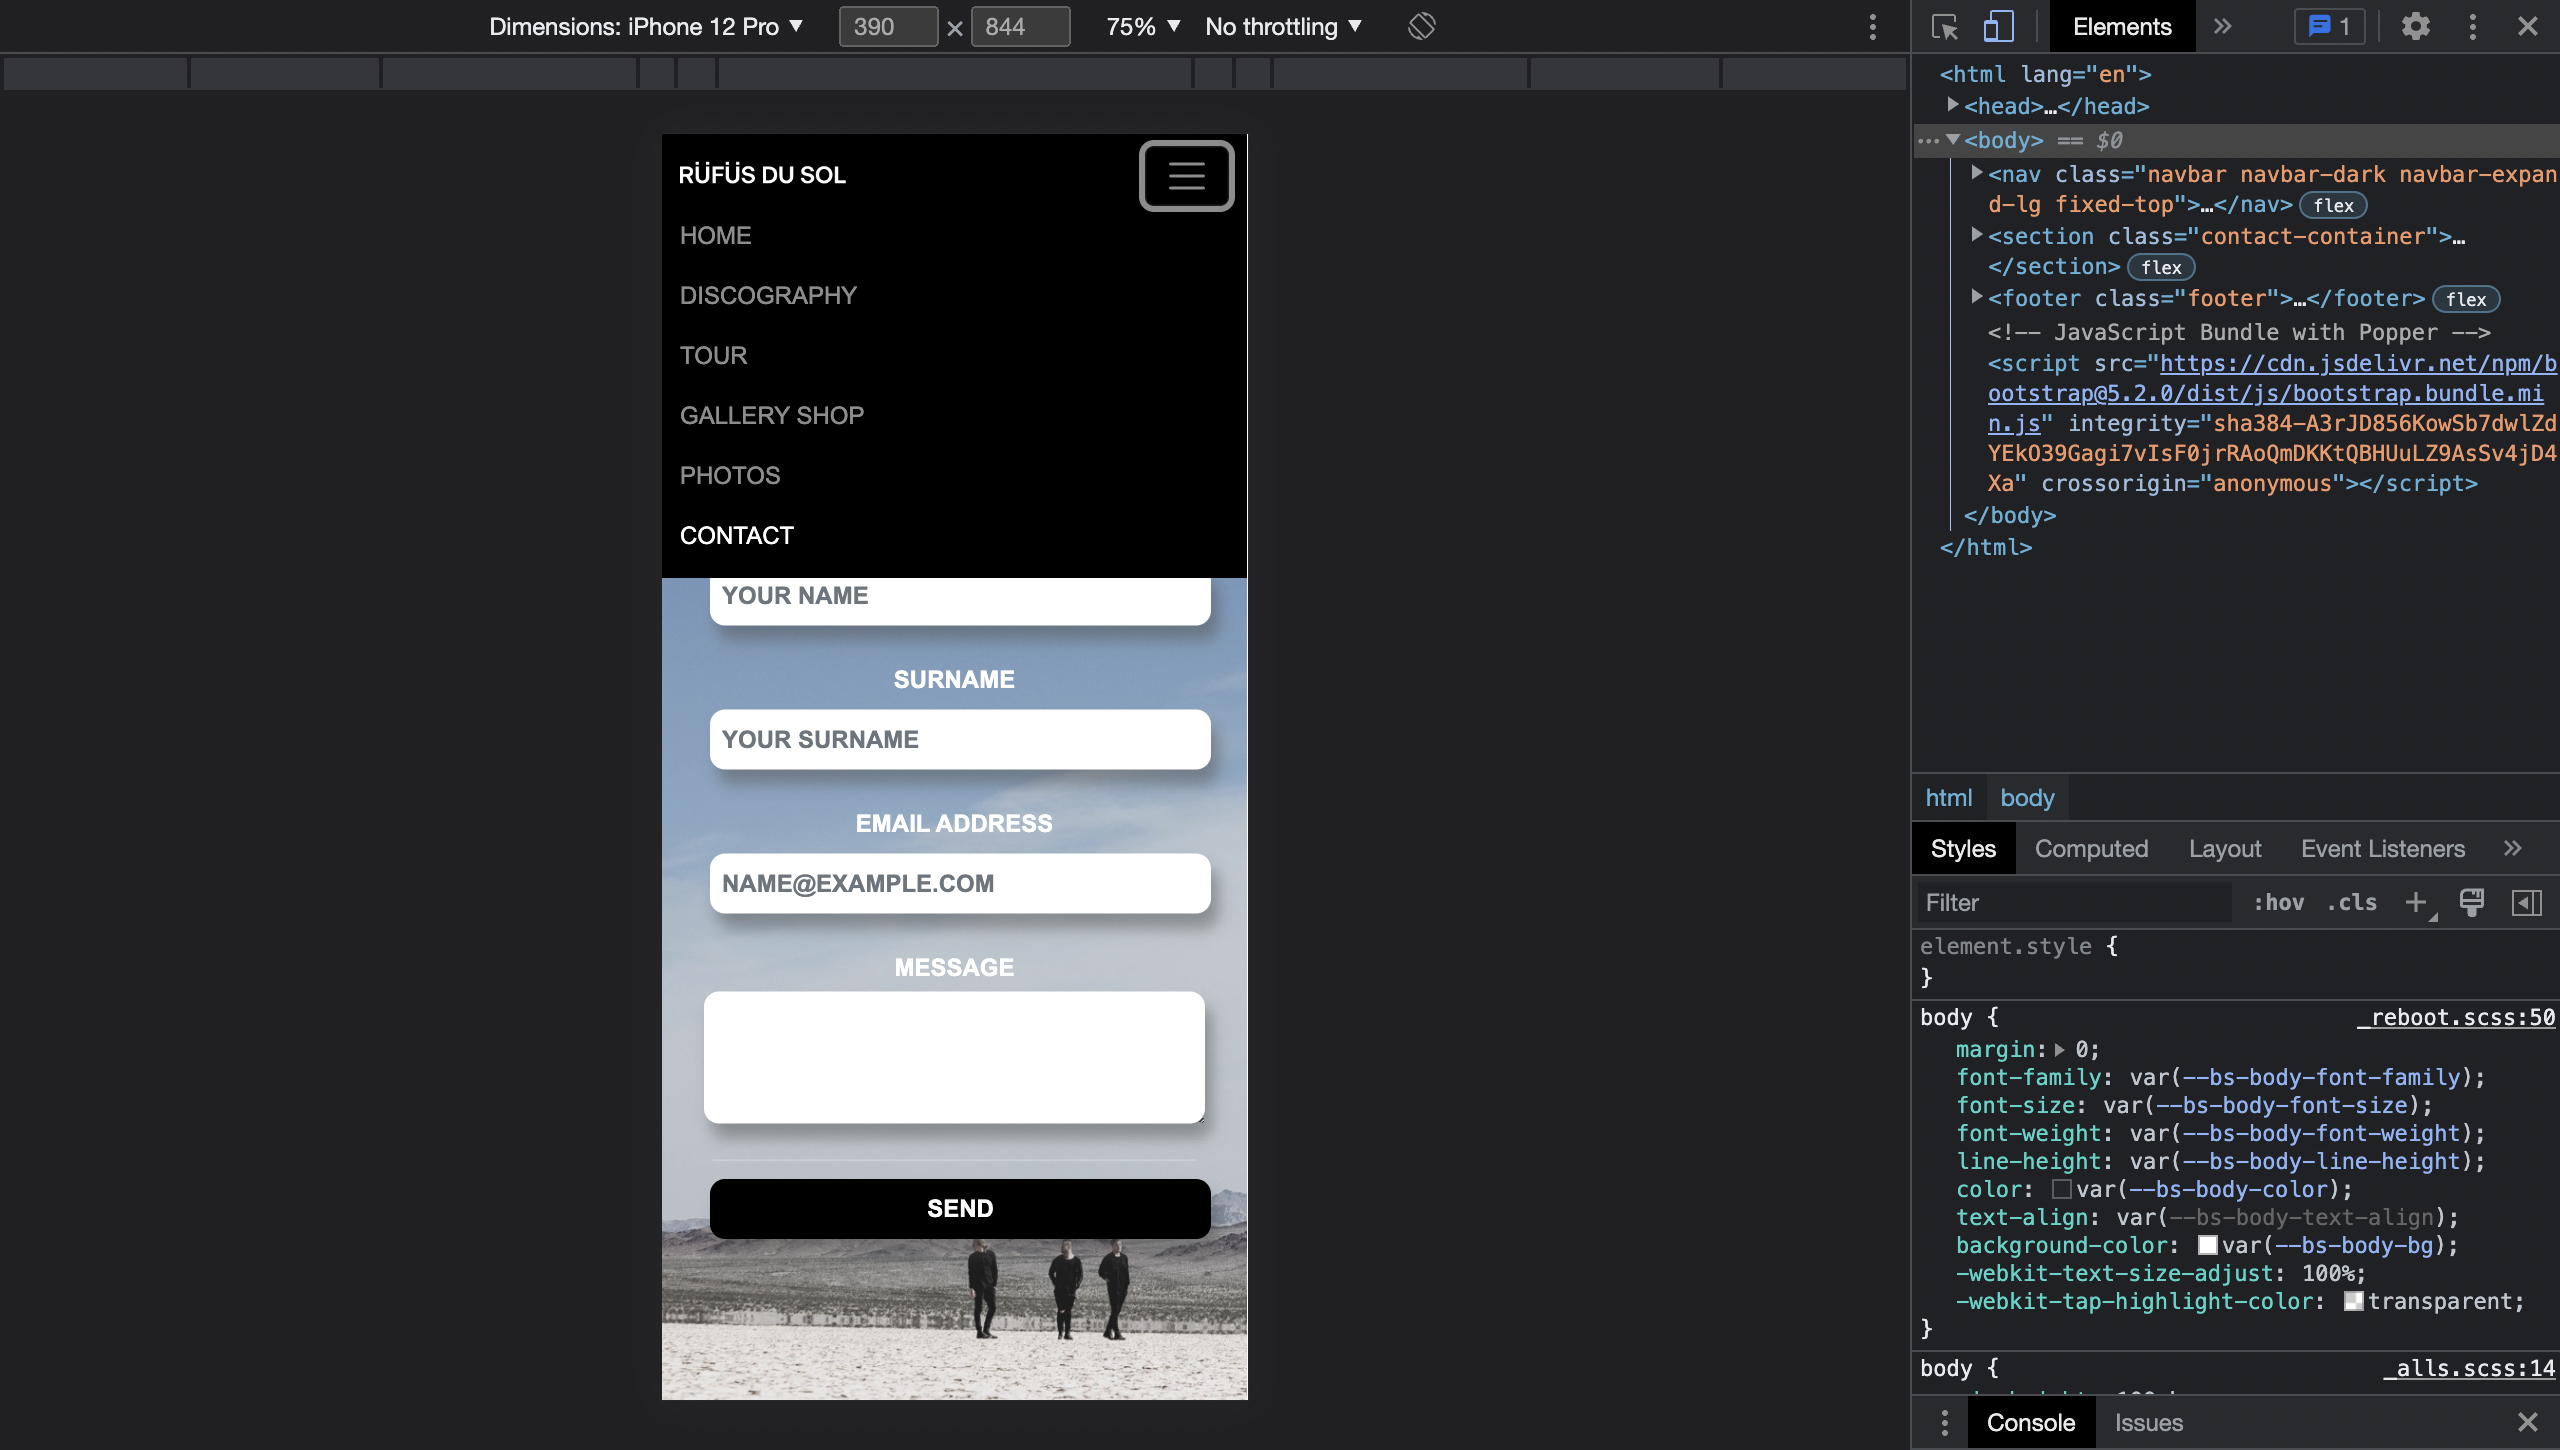 Dimensions: iPhone 12 Pro ▼ 390 × 844 75% ▼ No throttling ▼
Elements » 1
<html lang="en">
<head>…</head>
<body> == $0
<nav class="navbar navbar-dark navbar-expan
d-lg fixed-top">…</nav> flex
<section class="contact-container">…
</section> flex
<footer class="footer">…</footer> flex
<!-- JavaScript Bundle with Popper -->
<script src="https://cdn.jsdelivr.net/npm/b
ootstrap@5.2.0/dist/js/bootstrap.bundle.mi
n.js" integrity="sha384-A3rJD856KowSb7dwlZd
YEkO39Gagi7vIsF0jrRAoQmDKKtQBHUuLZ9AsSv4jD4
Xa" crossorigin="anonymous"></script>
</body>
</html>
RÜFÜS DU SOL
HOME
DISCOGRAPHY
TOUR
GALLERY SHOP
PHOTOS
CONTACT
YOUR NAME
SURNAME
YOUR SURNAME
EMAIL ADDRESS
NAME@EXAMPLE.COM
MESSAGE
SEND
html body
Styles Computed Layout Event Listeners »
Filter :hov .cls +
element.style {
}
body { _reboot.scss:50
margin: 0;
font-family: var(--bs-body-font-family);
font-size: var(--bs-body-font-size);
font-weight: var(--bs-body-font-weight);
line-height: var(--bs-body-line-height);
color: var(--bs-body-color);
text-align: var(--bs-body-text-align);
background-color: var(--bs-body-bg);
-webkit-text-size-adjust: 100%;
-webkit-tap-highlight-color: transparent;
}
body { _alls.scss:14
Console Issues